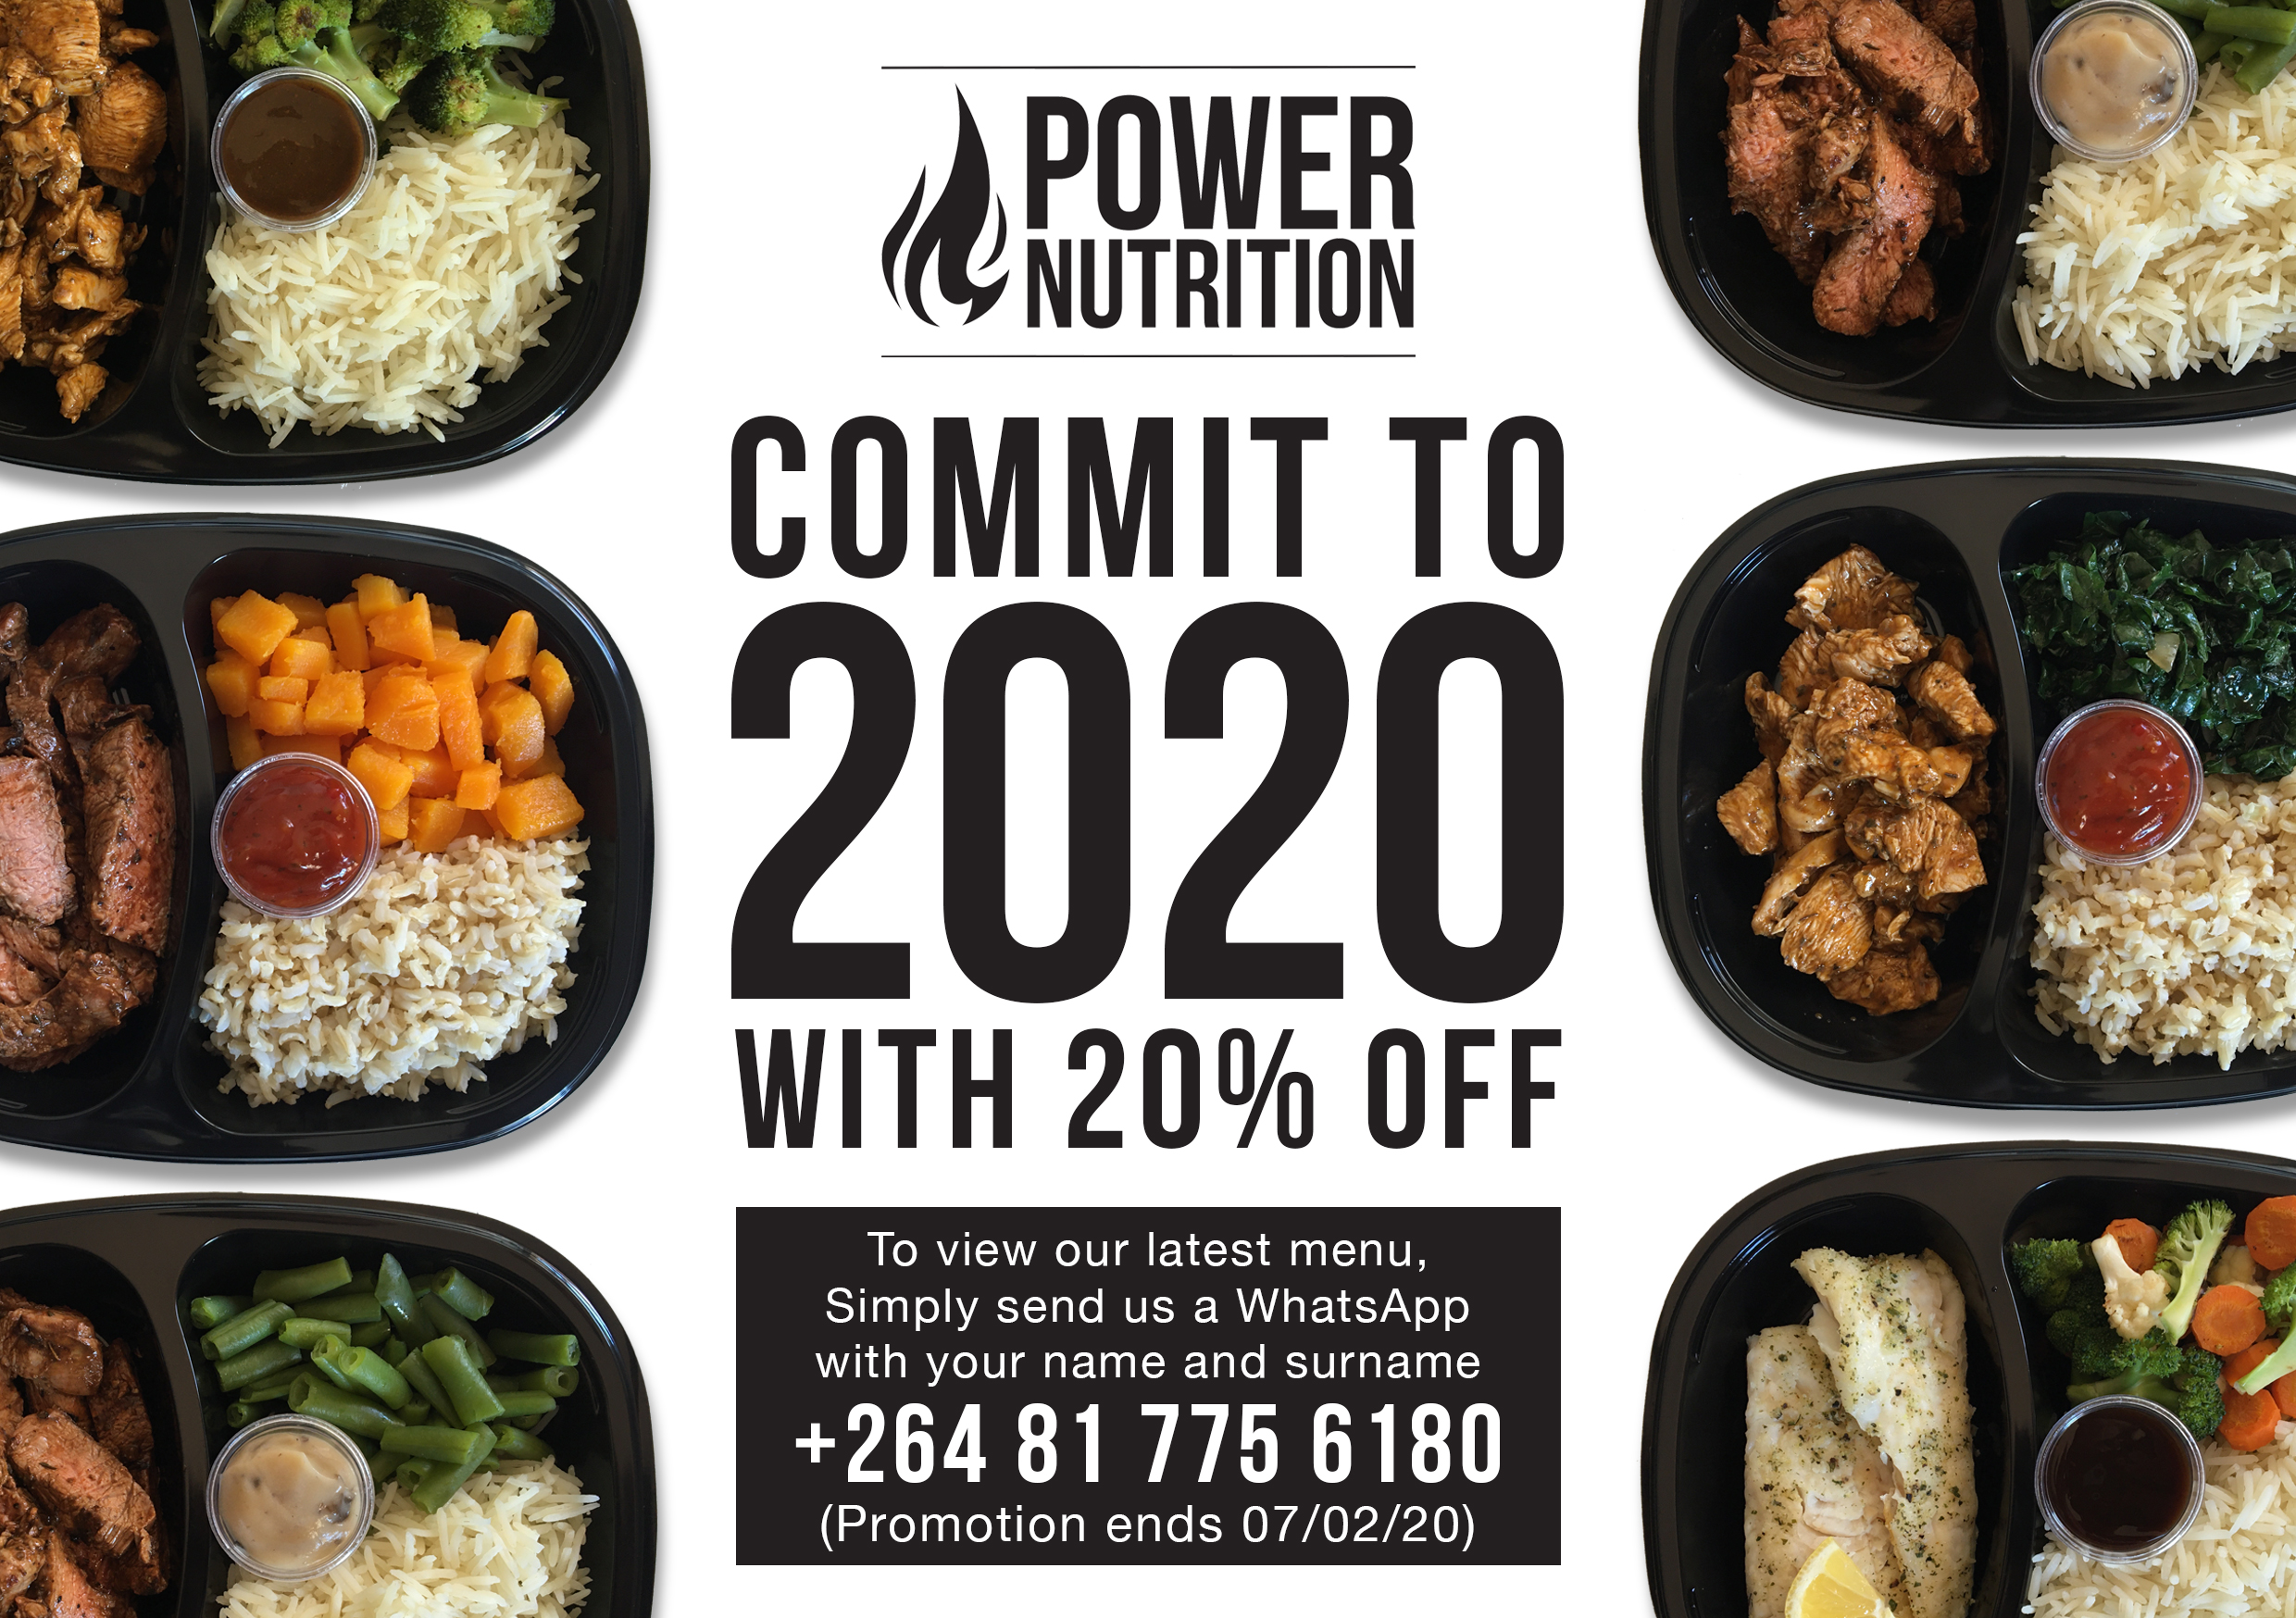 POWER
NUTRITION
COMMIT TO
2020
WITH 20% OFF
To view our latest menu,
Simply send us a WhatsApp
with your name and surname
+264 81 775 6180
(Promotion ends 07/02/20)